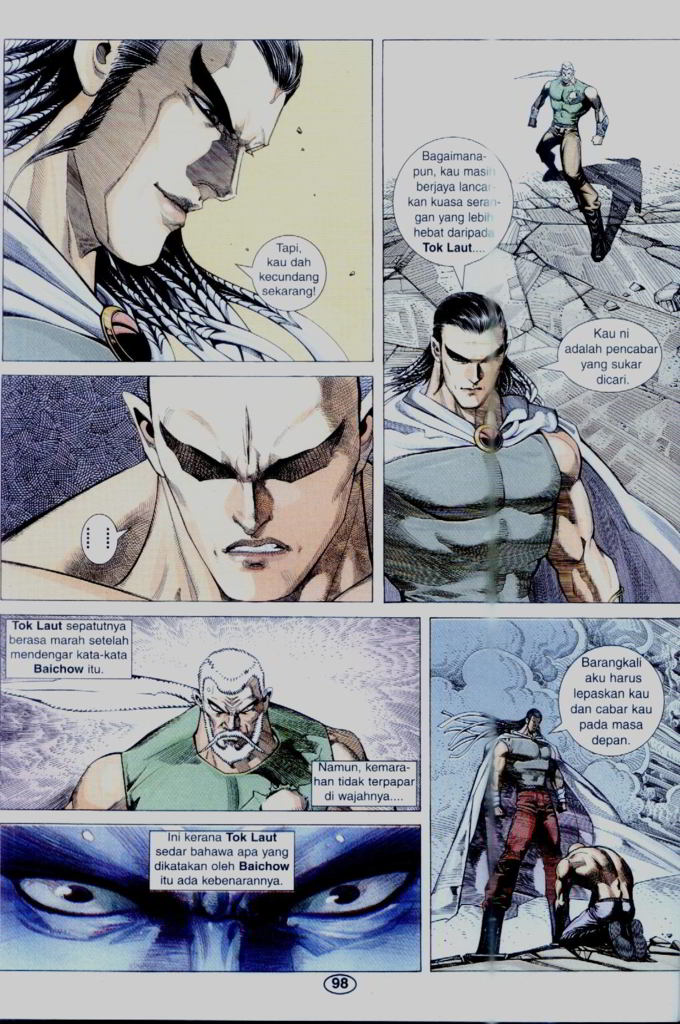 Tapi,
kau dah
kecundang
sekarang!
Bagaimana-
pun, kau masih
berjaya lancar-
kan kuasa seran-
gan yang lebih
hebat daripada
Tok Laut....
Kau ni
adalah pencabar
yang sukar
dicari.
Tok Laut sepatutnya
berasa marah setelah
mendengar kata-kata
Baichow itu.
Namun, kemara-
han tidak terpapar
di wajahnya....
Ini kerana Tok Laut
sedar bahawa apa yang
dikatakan oleh Baichow
itu ada kebenarannya.
Barangkali
aku harus
lepaskan kau
dan cabar kau
pada masa
depan.
98